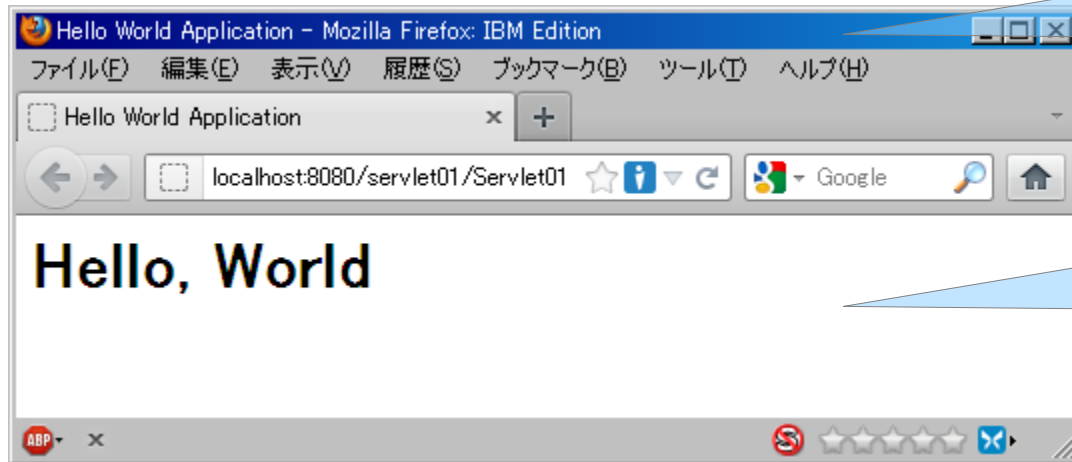 Hello World Application - Mozilla Firefox: IBM Edition
ファイル(F) 編集(E) 表示(V) 履歴(S) ブックマーク(B) ツール(T) ヘルプ(H)
Hello World Application
localhost:8080/servlet01/Servlet01 Google
Hello, World
ABP